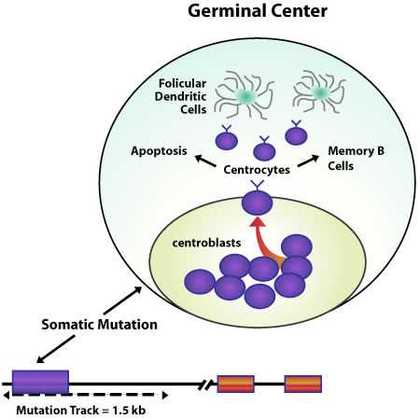 Germinal Center
Folicular
Dendritic
Cells
Apoptosis
Memory B
Cells
Centrocytes
centroblasts
Somatic Mutation
Mutation Track = 1.5 kb